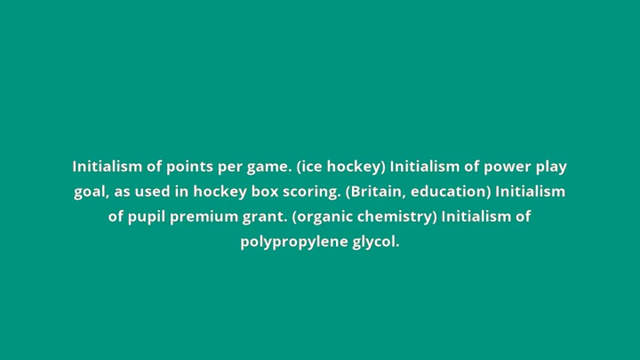 Initialism of points per game. (ice hockey) Initialism of power play
goal, as used in hockey box scoring. (Britain, education) Initialism
of pupil premium grant. (organic chemistry) Initialism of
polypropylene glycol.